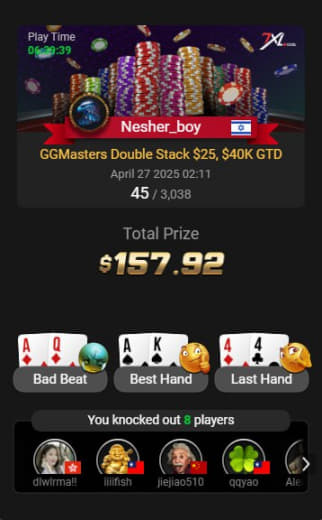 Play Time
06:59:39
7XL
Nesher_boy
GGMasters Double Stack $25, $40K GTD
April 27 2025 02:11
45 / 3,038
Total Prize
$157.92
A Q A K 4 4
Bad Beat Best Hand Last Hand
You knocked out 8 players
dlwlrma!! iiiifish jiejiao510 qqyao Ale